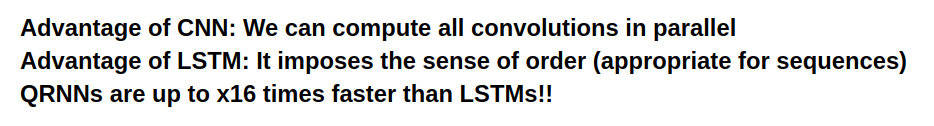 Advantage of CNN: We can compute all convolutions in parallel
Advantage of LSTM: It imposes the sense of order (appropriate for sequences)
QRNNs are up to x16 times faster than LSTMs!!